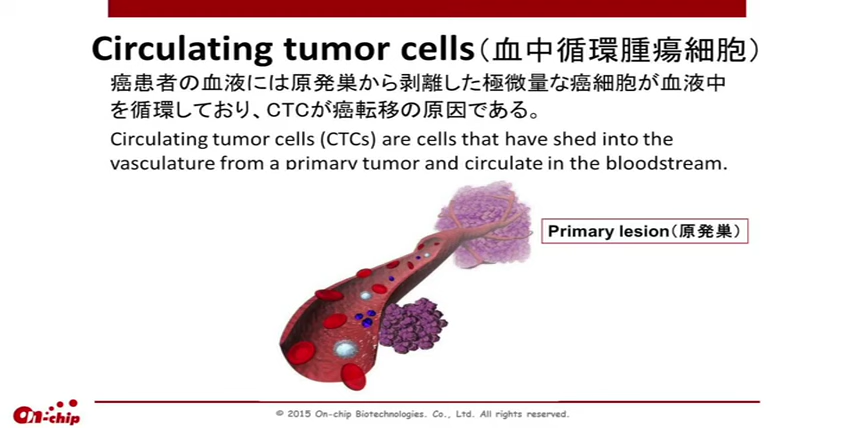 Circulating tumor cells(血中循環腫瘍細胞)
癌患者の血液には原発巣から剥離した極微量な癌細胞が血液中
を循環しており、CTCが癌転移の原因である。
Circulating tumor cells (CTCs) are cells that have shed into the
vasculature from a primary tumor and circulate in the bloodstream.
Primary lesion(原発巣)
On-chip
© 2015 On-chip Biotechnologies. Co., Ltd. All rights reserved.